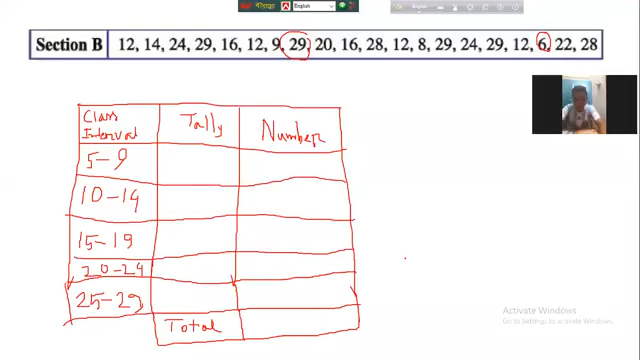 English
Section B 12, 14, 24, 29, 16, 12, 9, 29, 20, 16, 28, 12, 8, 29, 24, 29, 12, 6, 22, 28
Class Interval Tally Number
5-9
10-14
15-19
20-24
25-29
Total
Activate Windows
Go to Settings to activate Windows.